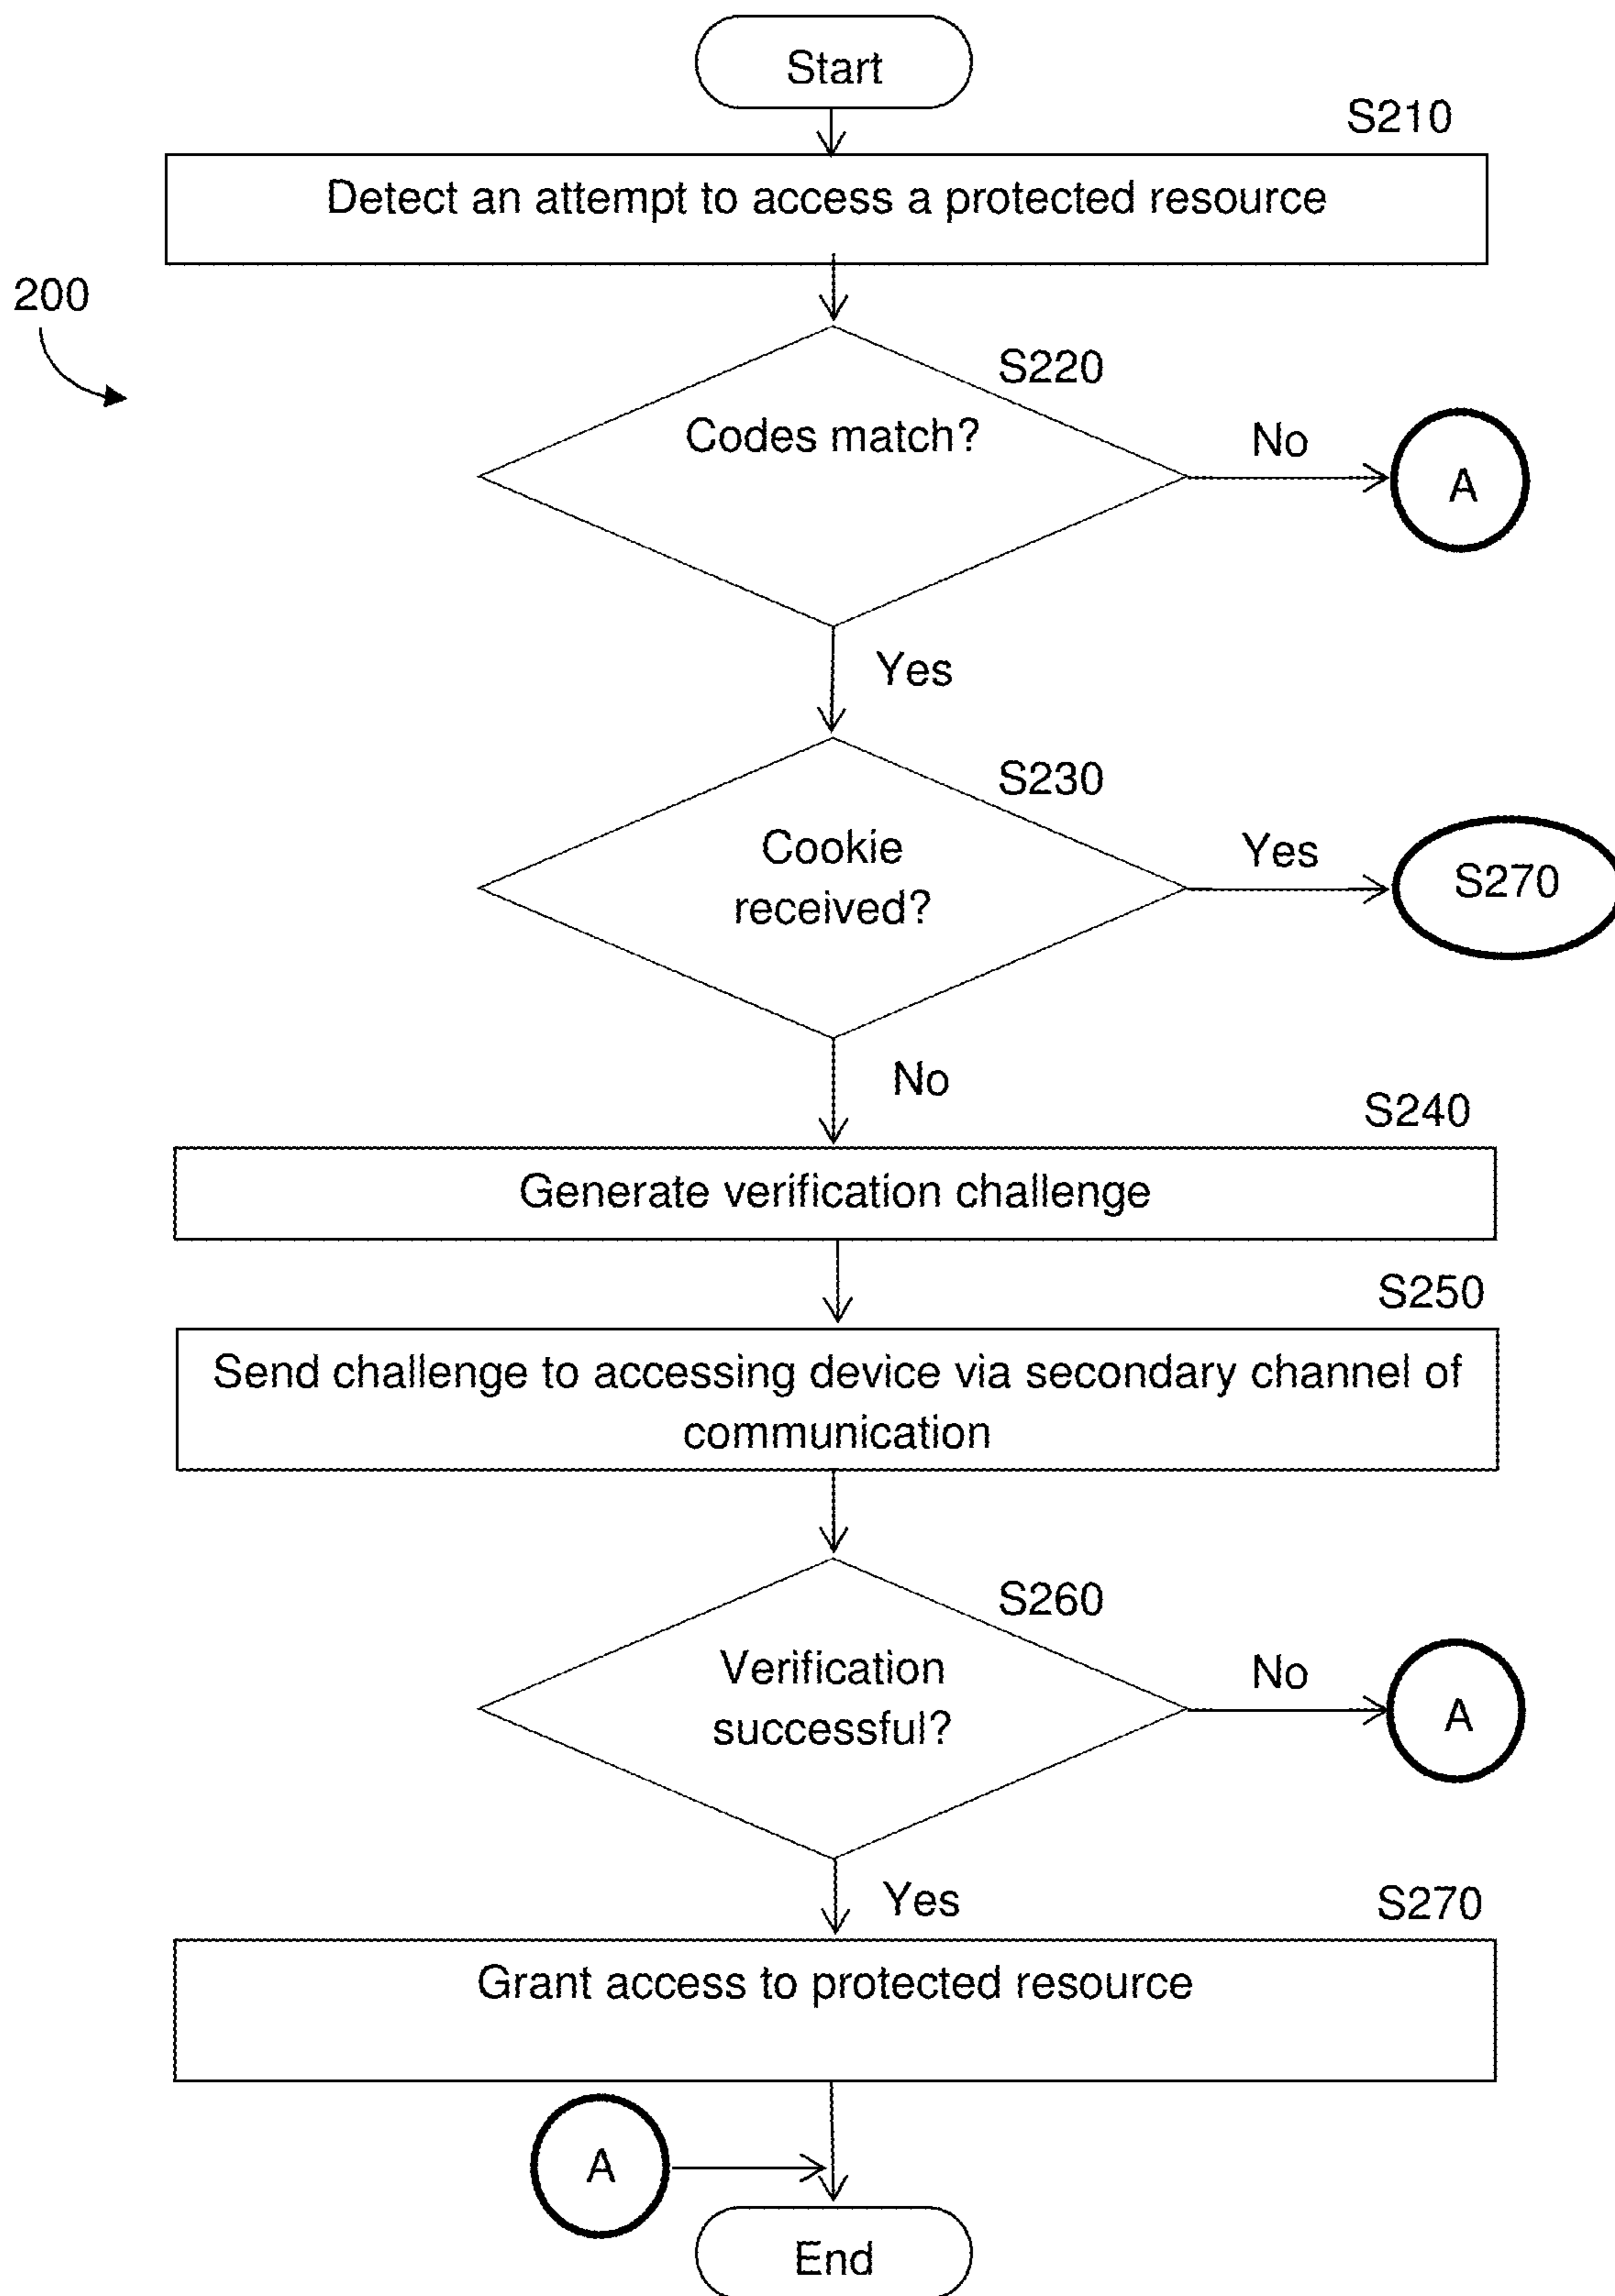 Start
S210
Detect an attempt to access a protected resource
200
S220
Codes match?
No
A
Yes
S230
Cookie
received?
Yes
S270
No
S240
Generate verification challenge
S250
Send challenge to accessing device via secondary channel of
communication
S260
Verification
successful?
No
A
Yes
S270
Grant access to protected resource
A
End